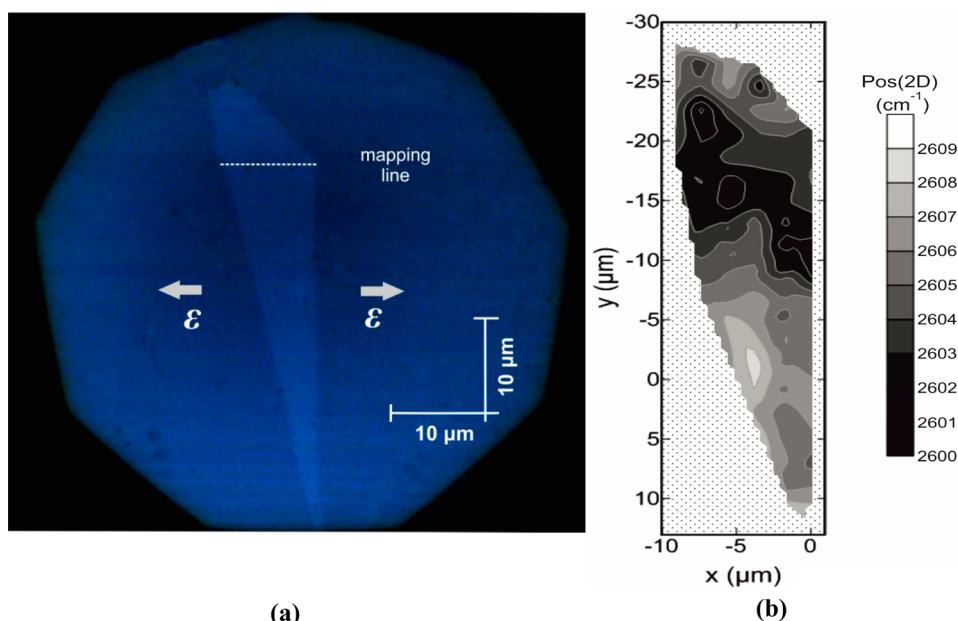 mapping
line
ε ε
10 μm
10 μm
(a)
-30
-25
-20
-15
-10
-5
0
5
10
y (μm)
-10 -5 0
x (μm)
Pos(2D)
(cm⁻¹)
2609
2608
2607
2606
2605
2604
2603
2602
2601
2600
(b)